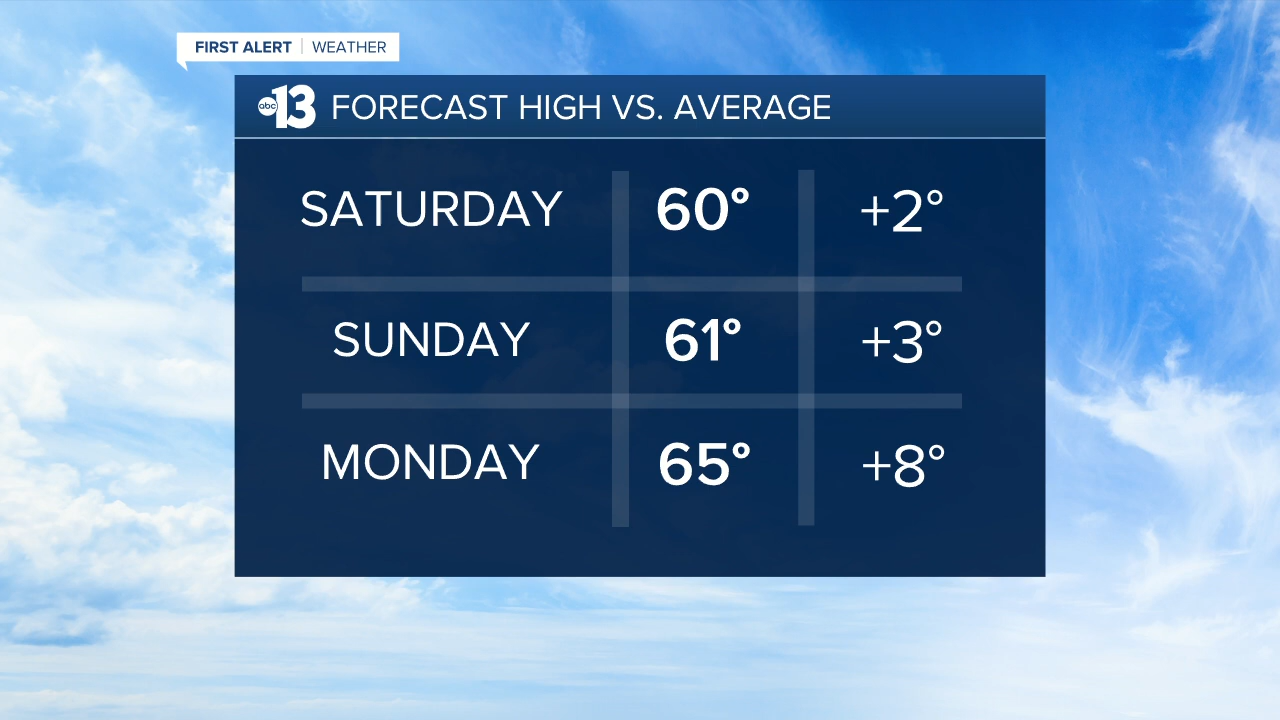 FIRST ALERT | WEATHER
abc 13 FORECAST HIGH VS. AVERAGE
SATURDAY 60° +2°
SUNDAY 61° +3°
MONDAY 65° +8°